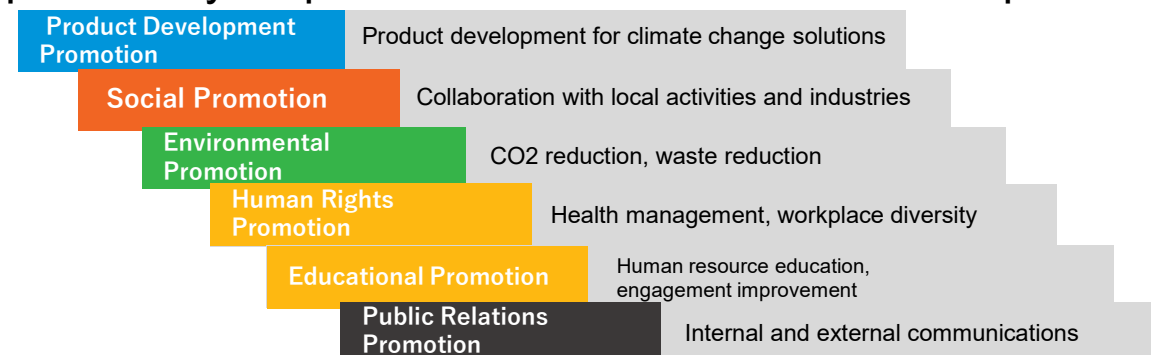 Product Development
Promotion
Product development for climate change solutions
Social Promotion
Collaboration with local activities and industries
Environmental
Promotion
CO2 reduction, waste reduction
Human Rights
Promotion
Health management, workplace diversity
Educational Promotion
Human resource education,
engagement improvement
Public Relations
Promotion
Internal and external communications